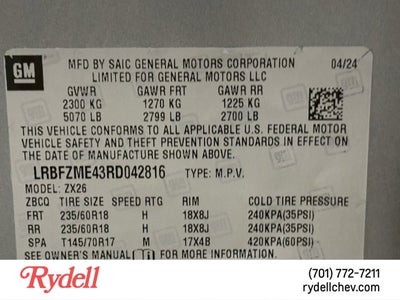 GM
MFD BY SAIC GENERAL MOTORS CORPORATION 04/24
LIMITED FOR GENERAL MOTORS LLC
GVWR GAWR FRT GAWR RR
2300 KG 1270 KG 1225 KG
5070 LB 2799 LB 2700 LB
THIS VEHICLE CONFORMS TO ALL APPLICABLE U.S. FEDERAL MOTOR
VEHICLE SAFETY AND THEFT PREVENTION STANDARDS IN EFFECT ON
THE DATE OF MANUFACTURE SHOWN ABOVE.
LRBFZME43RD042816 TYPE: M.P.V.
MODEL: ZX26
ZBCQ TIRE SIZE SPEED RTG RIM COLD TIRE PRESSURE
FRT 235/60R18 H 18X8J 240KPA(35PSI)
RR 235/60R18 H 18X8J 240KPA(35PSI)
SPA T145/70R17 M 17X4B 420KPA(60PSI)
SEE OWNER'S MANUAL FOR MORE INFORMATION.
Rydell
(701) 772-7211
rydellchev.com